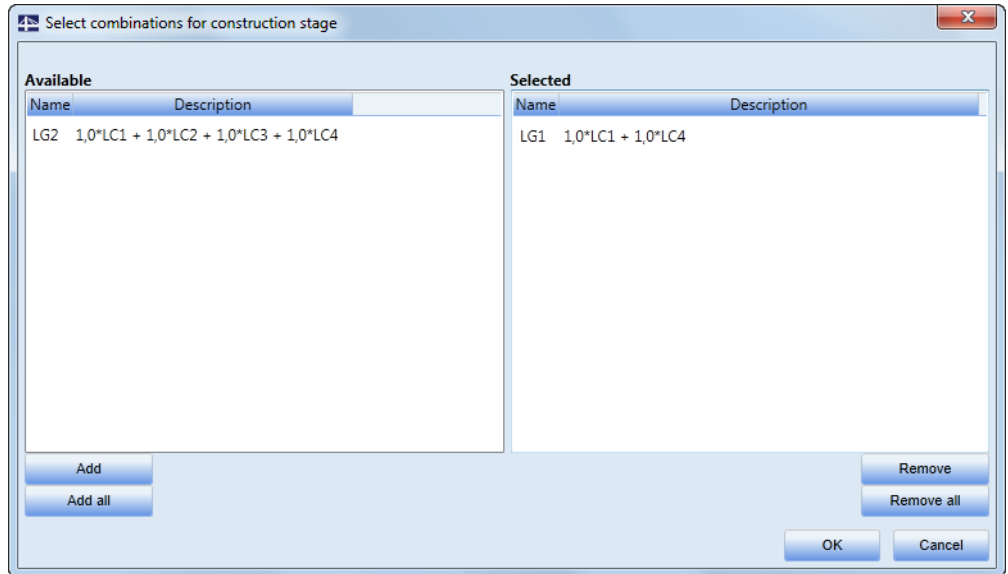 Select combinations for construction stage
x
Available
Selected
Name Description
Name Description
LG2 1,0*LC1 + 1,0*LC2 + 1,0*LC3 + 1,0*LC4
LG1 1,0*LC1 + 1,0*LC4
Add
Remove
Add all
Remove all
OK
Cancel